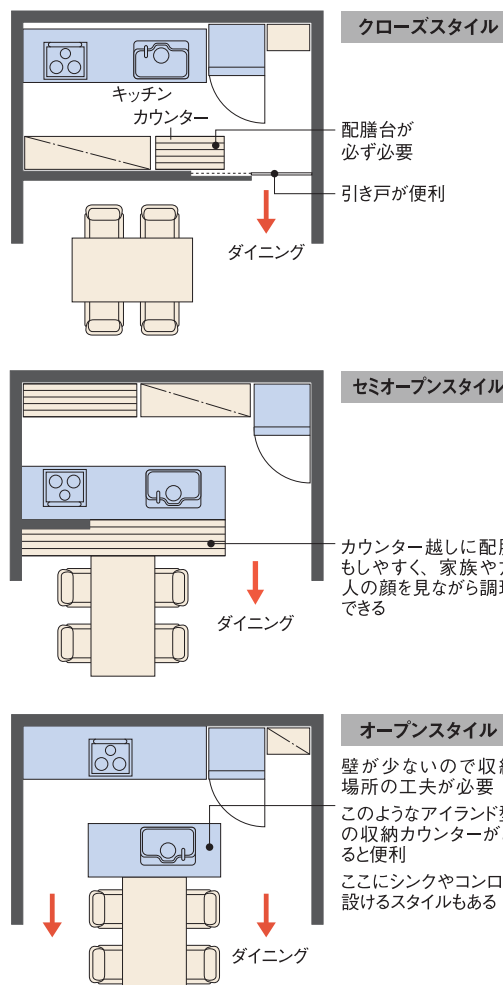 クローズスタイル
キッチン
カウンター
配膳台が
必ず必要
引き戸が便利
ダイニング
セミオープンスタイル
カウンター越しに配
もしやすく、家族や
人の顔を見ながら調
できる
ダイニング
オープンスタイル
壁が少ないので収
場所の工夫が必要
このようなアイランド
の収納カウンターが
ると便利
ここにシンクやコンロ
設けるスタイルもある
ダイニング